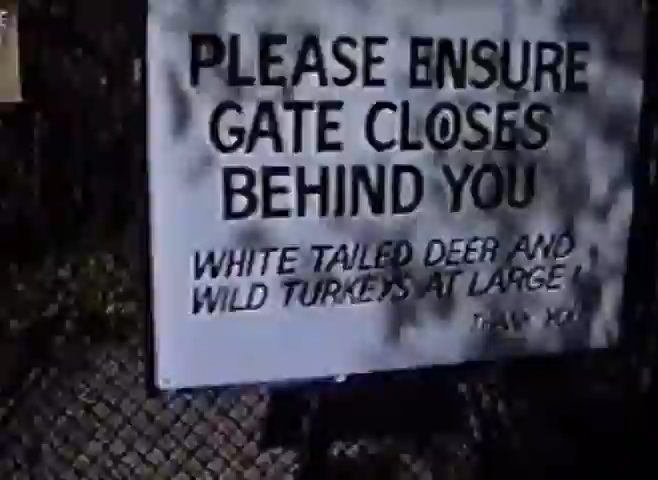 PLEASE ENSURE
GATE CLOSES
BEHIND YOU
WHITE TAILED DEER AND
WILD TURKEYS AT LARGE!
THANK YOU